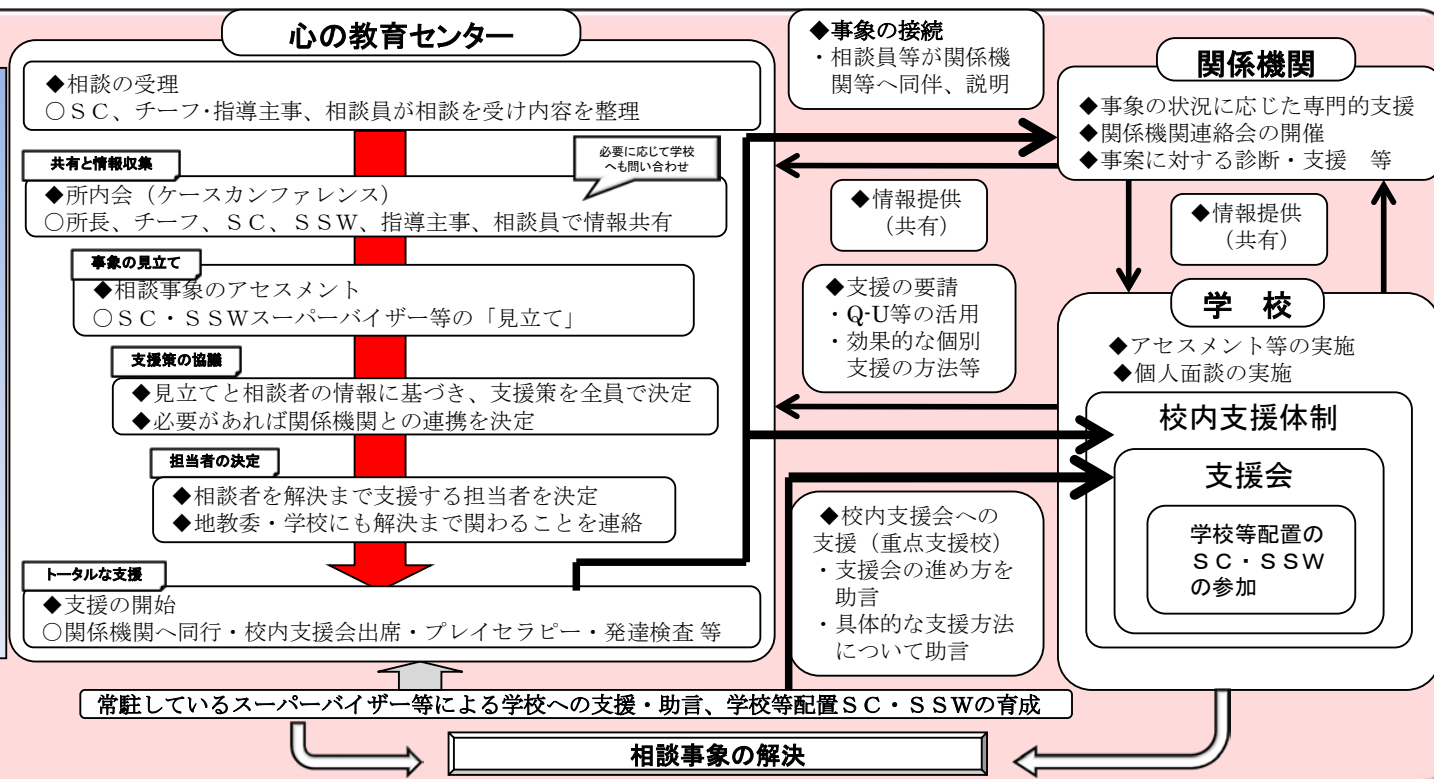 心の教育センター
◆相談の受理
○ＳＣ、チーフ・指導主事、相談員が相談を受け内容を整理
共有と情報収集
必要に応じて学校
へも問い合わせ
◆所内会（ケースカンファレンス）
○所長、チーフ、ＳＣ、ＳＳＷ、指導主事、相談員で情報共有
事象の見立て
◆相談事象のアセスメント
○ＳＣ・ＳＳＷスーパーバイザー等の「見立て」
支援策の協議
◆見立てと相談者の情報に基づき、支援策を全員で決定
◆必要があれば関係機関との連携を決定
担当者の決定
◆相談者を解決まで支援する担当者を決定
◆地教委・学校にも解決まで関わることを連絡
トータルな支援
◆支援の開始
○関係機関へ同行・校内支援会出席・プレイセラピー・発達検査 等
◆事象の接続
・相談員等が関係機
関等へ同伴、説明
◆情報提供
（共有）
◆支援の要請
・Q-U等の活用
・効果的な個別
支援の方法等
◆校内支援会への
支援（重点支援校）
・支援会の進め方を
助言
・具体的な支援方法
について助言
関係機関
◆事象の状況に応じた専門的支援
◆関係機関連絡会の開催
◆事案に対する診断・支援　等
◆情報提供
（共有）
学　校
◆アセスメント等の実施
◆個人面談の実施
校内支援体制
支援会
学校等配置の
ＳＣ・ＳＳＷ
の参加
常駐しているスーパーバイザー等による学校への支援・助言、学校等配置ＳＣ・ＳＳＷの育成
相談事象の解決